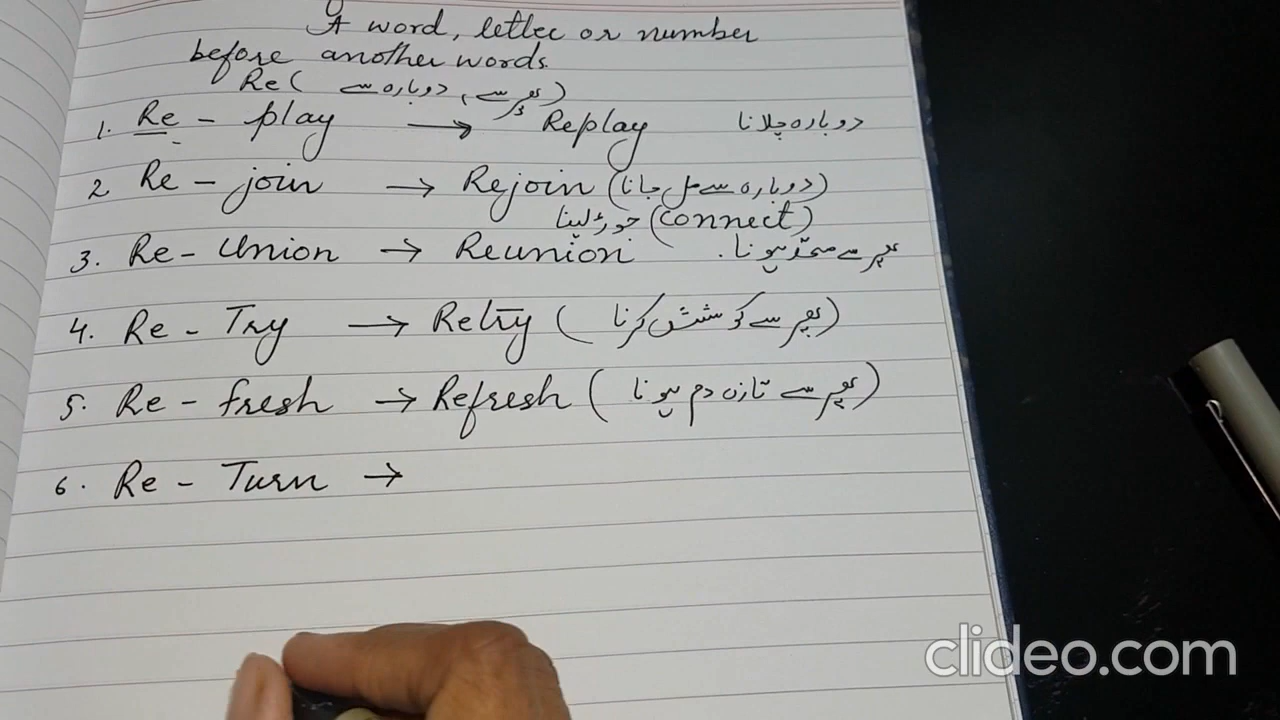 A word, letter or number
before another words.
Re ( پھر سے, دوبارہ سے )
1. Re - play → Replay دوبارہ چلانا
2 Re - join → Rejoin (دوبارہ سے مل جانا)
جوڑ لینا (connect)
3. Re - Union → Reunion پھر سے متحد ہونا.
4. Re - Try → Retry ( پھر سے کوشش کرنا )
5. Re - fresh → Refresh ( پھر سے تازہ دم ہونا )
6. Re - Turn →
clideo.com